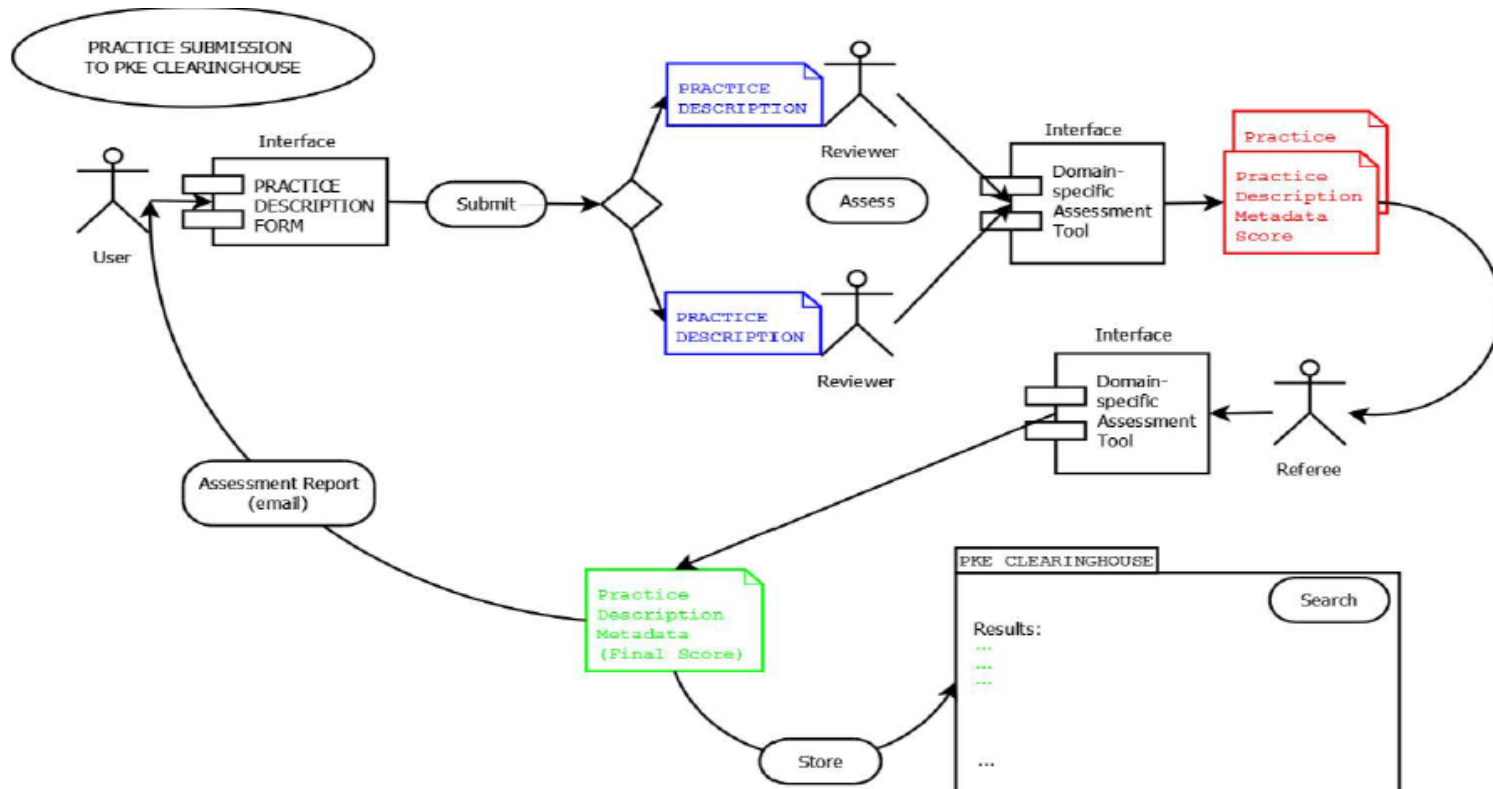 PRACTICE SUBMISSION
TO PKE CLEARINGHOUSE
User
Interface
PRACTICE
DESCRIPTION
FORM
Submit
PRACTICE
DESCRIPTION
Reviewer
Assess
PRACTICE
DESCRIPTION
Reviewer
Interface
Domain-
specific
Assessment
Tool
Practice
Practice
Description
Metadata
Score
Referee
Interface
Domain-
specific
Assessment
Tool
Assessment Report
(email)
Practice
Description
Metadata
(Final Score)
Store
PKE CLEARINGHOUSE
Search
Results:
...
...
...
...